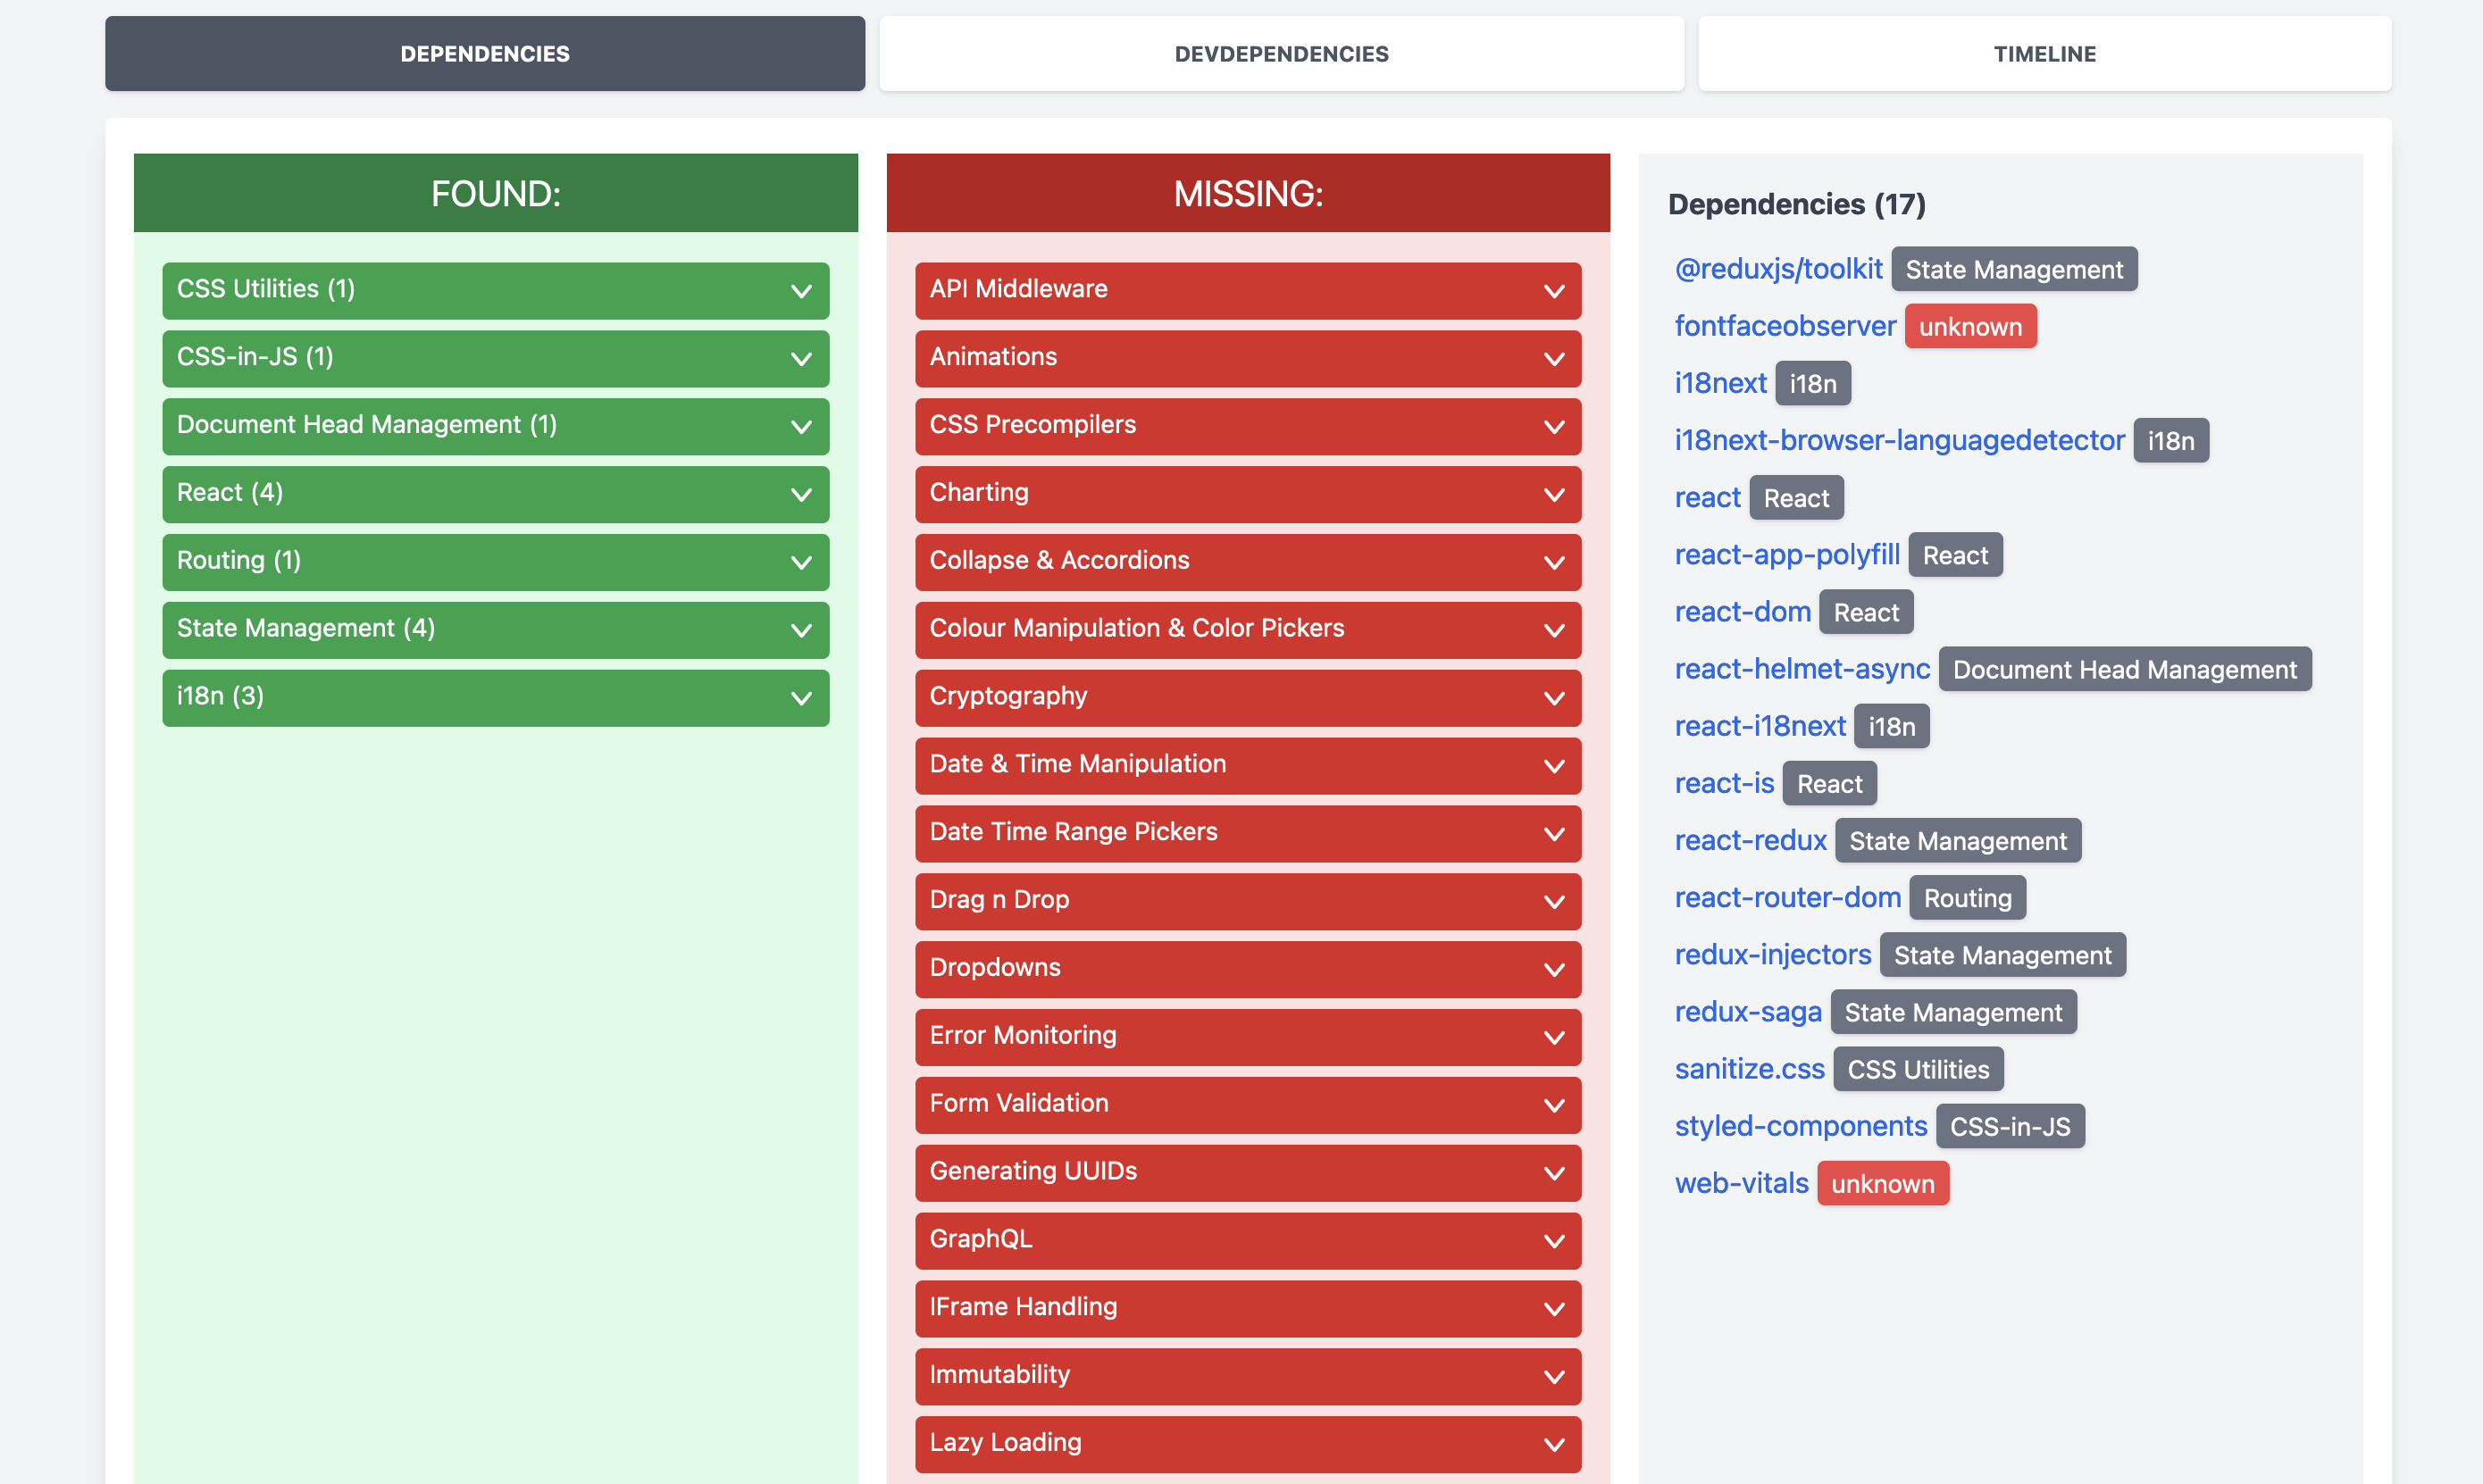 DEPENDENCIES
DEVDEPENDENCIES
TIMELINE
FOUND:
CSS Utilities (1)
CSS-in-JS (1)
Document Head Management (1)
React (4)
Routing (1)
State Management (4)
i18n (3)
MISSING:
API Middleware
Animations
CSS Precompilers
Charting
Collapse & Accordions
Colour Manipulation & Color Pickers
Cryptography
Date & Time Manipulation
Date Time Range Pickers
Drag n Drop
Dropdowns
Error Monitoring
Form Validation
Generating UUIDs
GraphQL
IFrame Handling
Immutability
Lazy Loading
Dependencies (17)
@reduxjs/toolkit State Management
fontfaceobserver unknown
i18next i18n
i18next-browser-languagedetector i18n
react React
react-app-polyfill React
react-dom React
react-helmet-async Document Head Management
react-i18next i18n
react-is React
react-redux State Management
react-router-dom Routing
redux-injectors State Management
redux-saga State Management
sanitize.css CSS Utilities
styled-components CSS-in-JS
web-vitals unknown